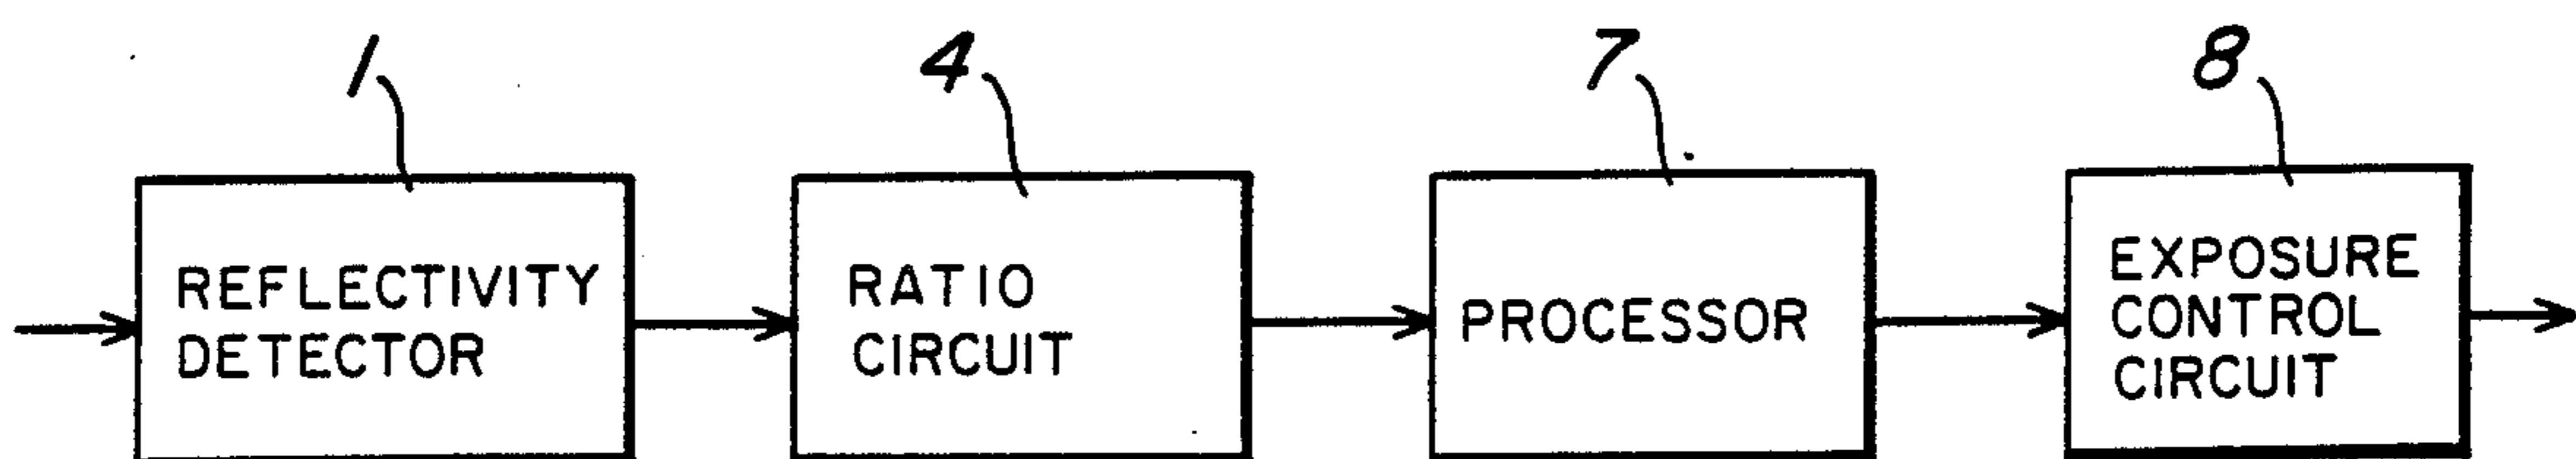 1 4 7 8
REFLECTIVITY
DETECTOR
RATIO
CIRCUIT
PROCESSOR
EXPOSURE
CONTROL
CIRCUIT